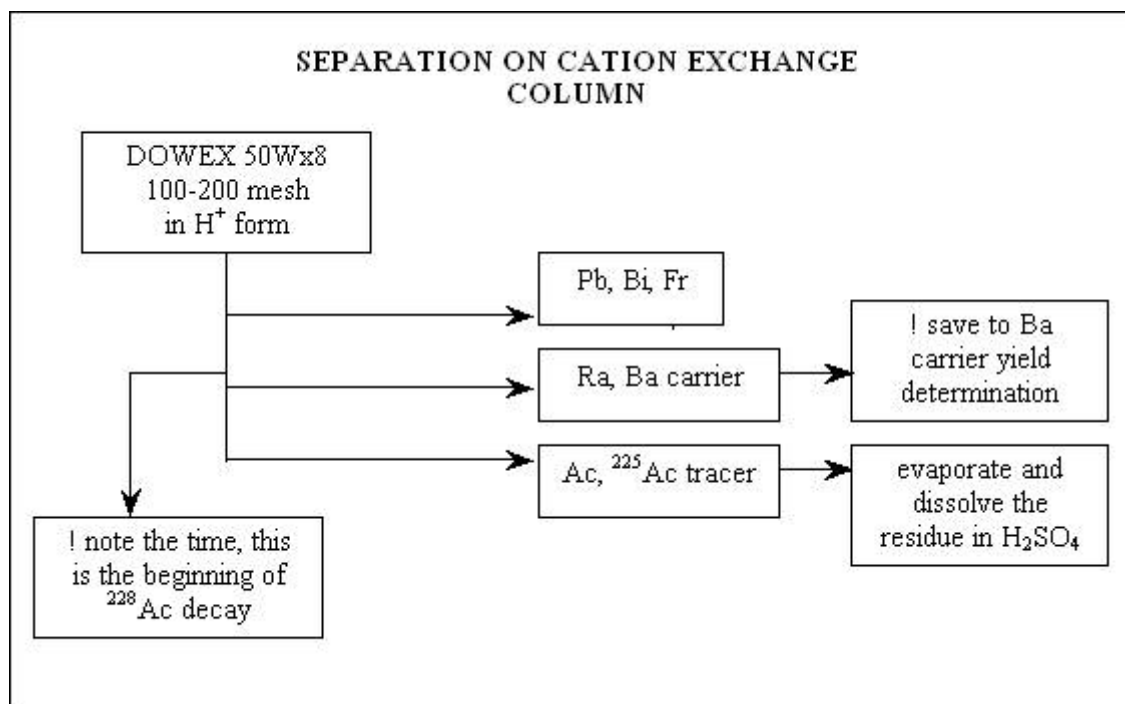 SEPARATION ON CATION EXCHANGE
COLUMN
DOWEX 50Wx8
100-200 mesh
in H⁺ form
Pb, Bi, Fr
Ra, Ba carrier
! save to Ba
carrier yield
determination
Ac, ²²⁵Ac tracer
evaporate and
dissolve the
residue in H₂SO₄
! note the time, this
is the beginning of
²²⁸Ac decay